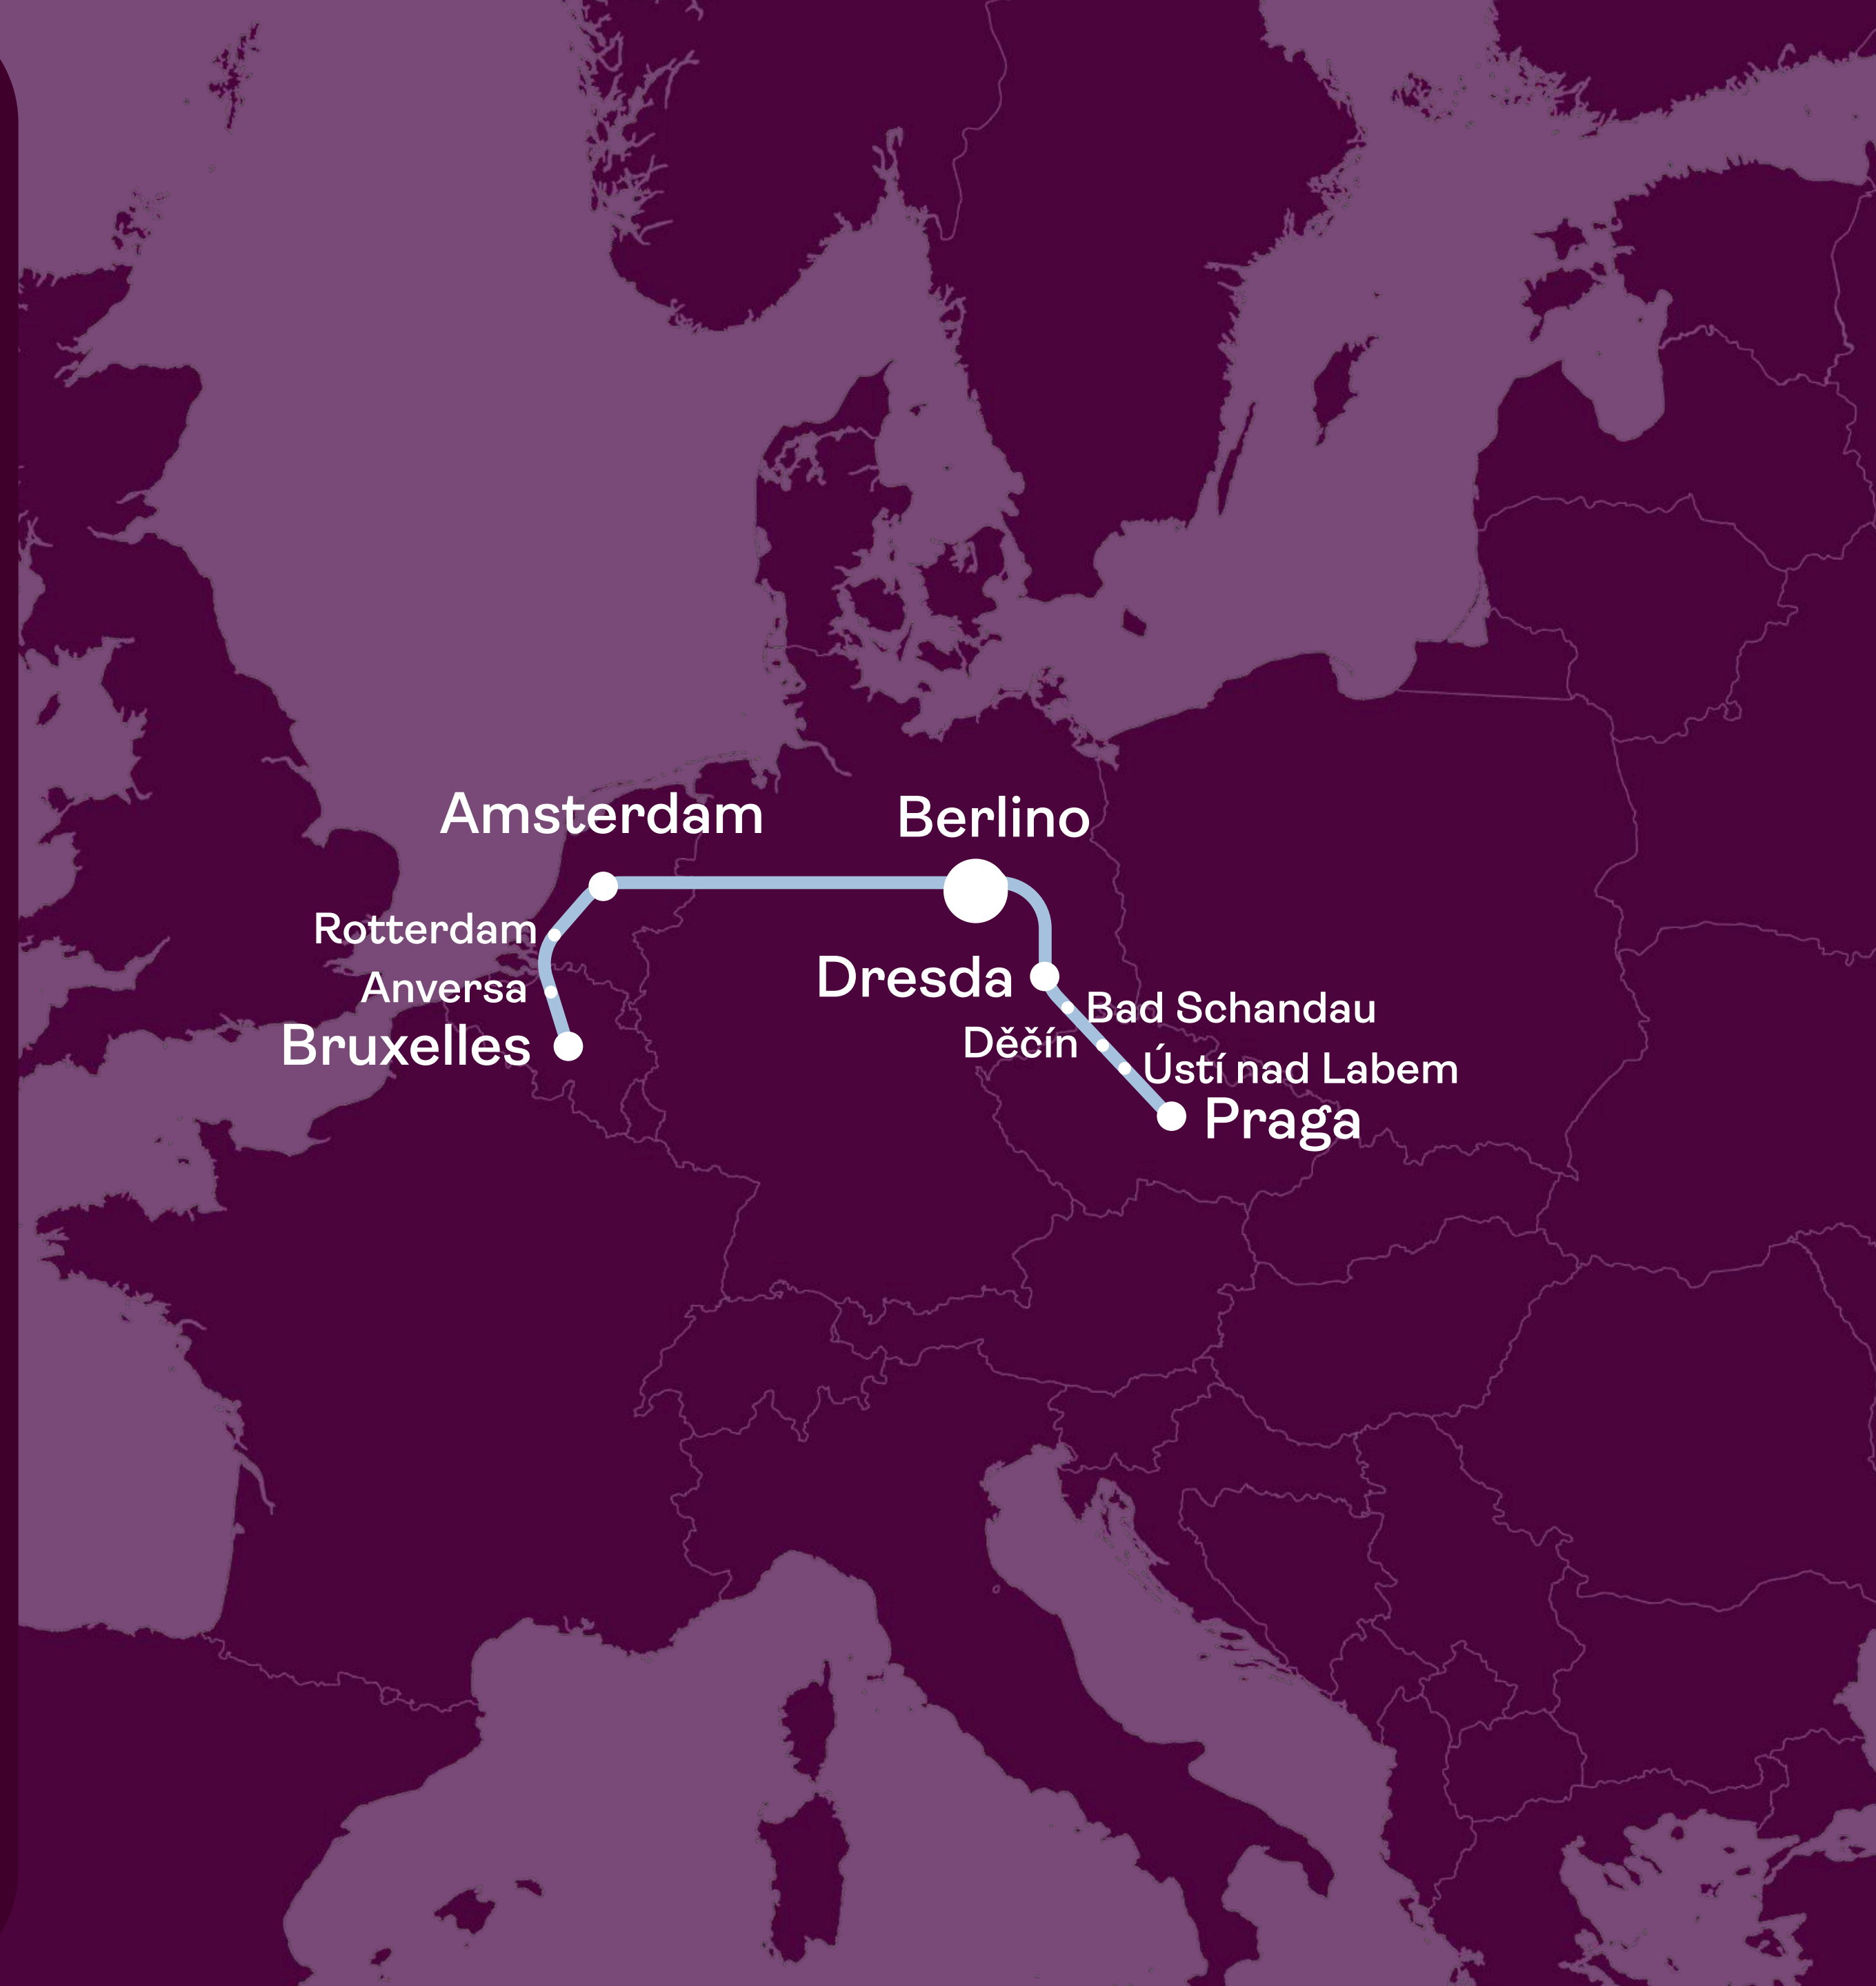 Amsterdam
Berlino
Rotterdam
Dresda
Anversa
Bad Schandau
Bruxelles
Děčín
Ústí nad Labem
Praga